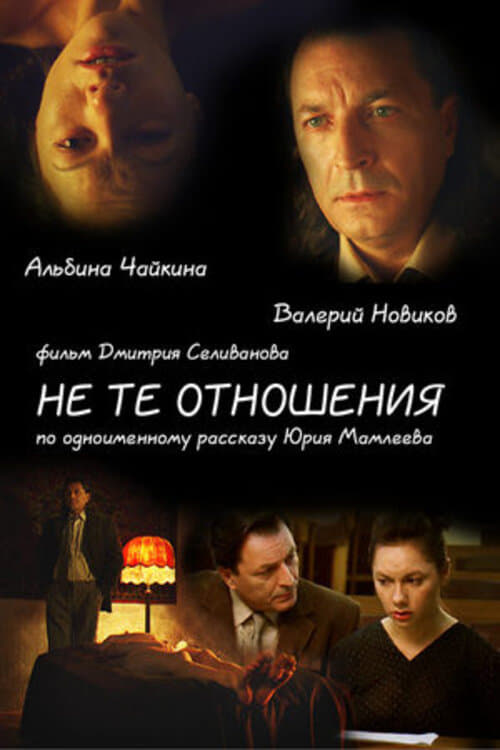 Альбина Чайкина
Валерий Новиков
фильм Дмитрия Селиванова
НЕ ТЕ ОТНОШЕНИЯ
по одноименному рассказу Юрия Мамлеева